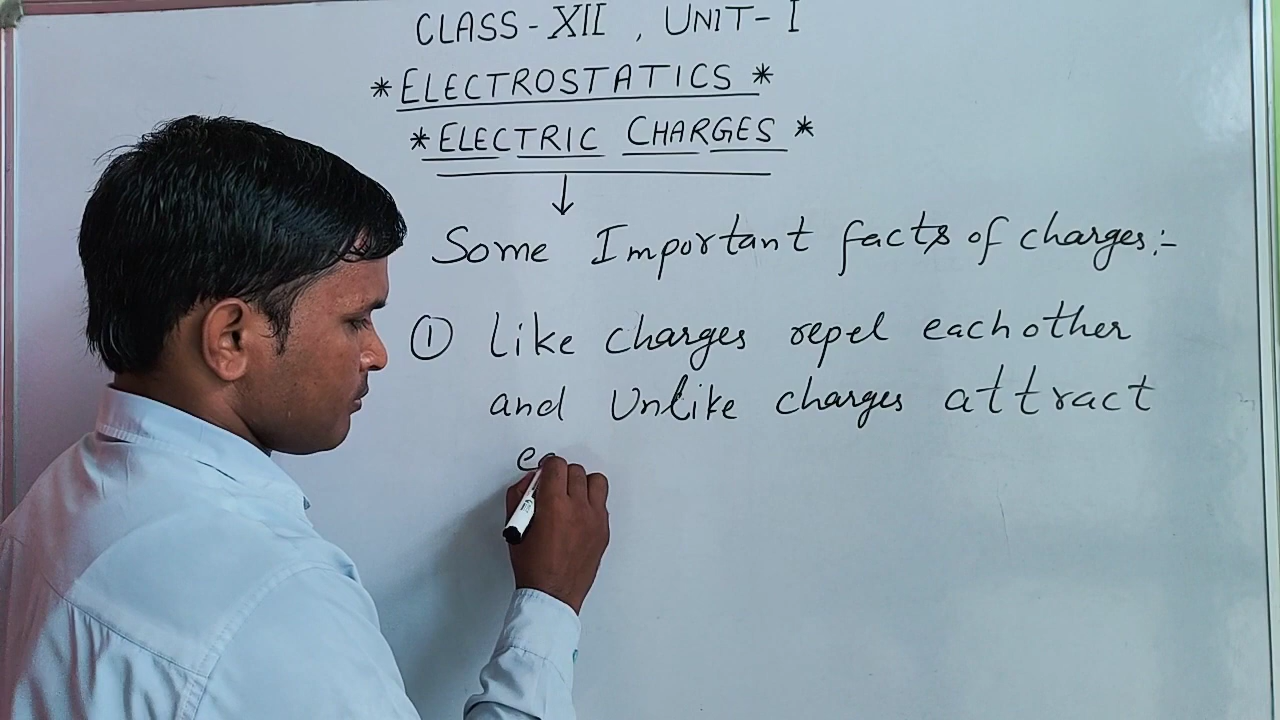 CLASS-XII , UNIT-I
* ELECTROSTATICS *
* ELECTRIC CHARGES *
↓
Some Important facts of charges:-
① Like charges repel eachother
and Unlike charges attract
e